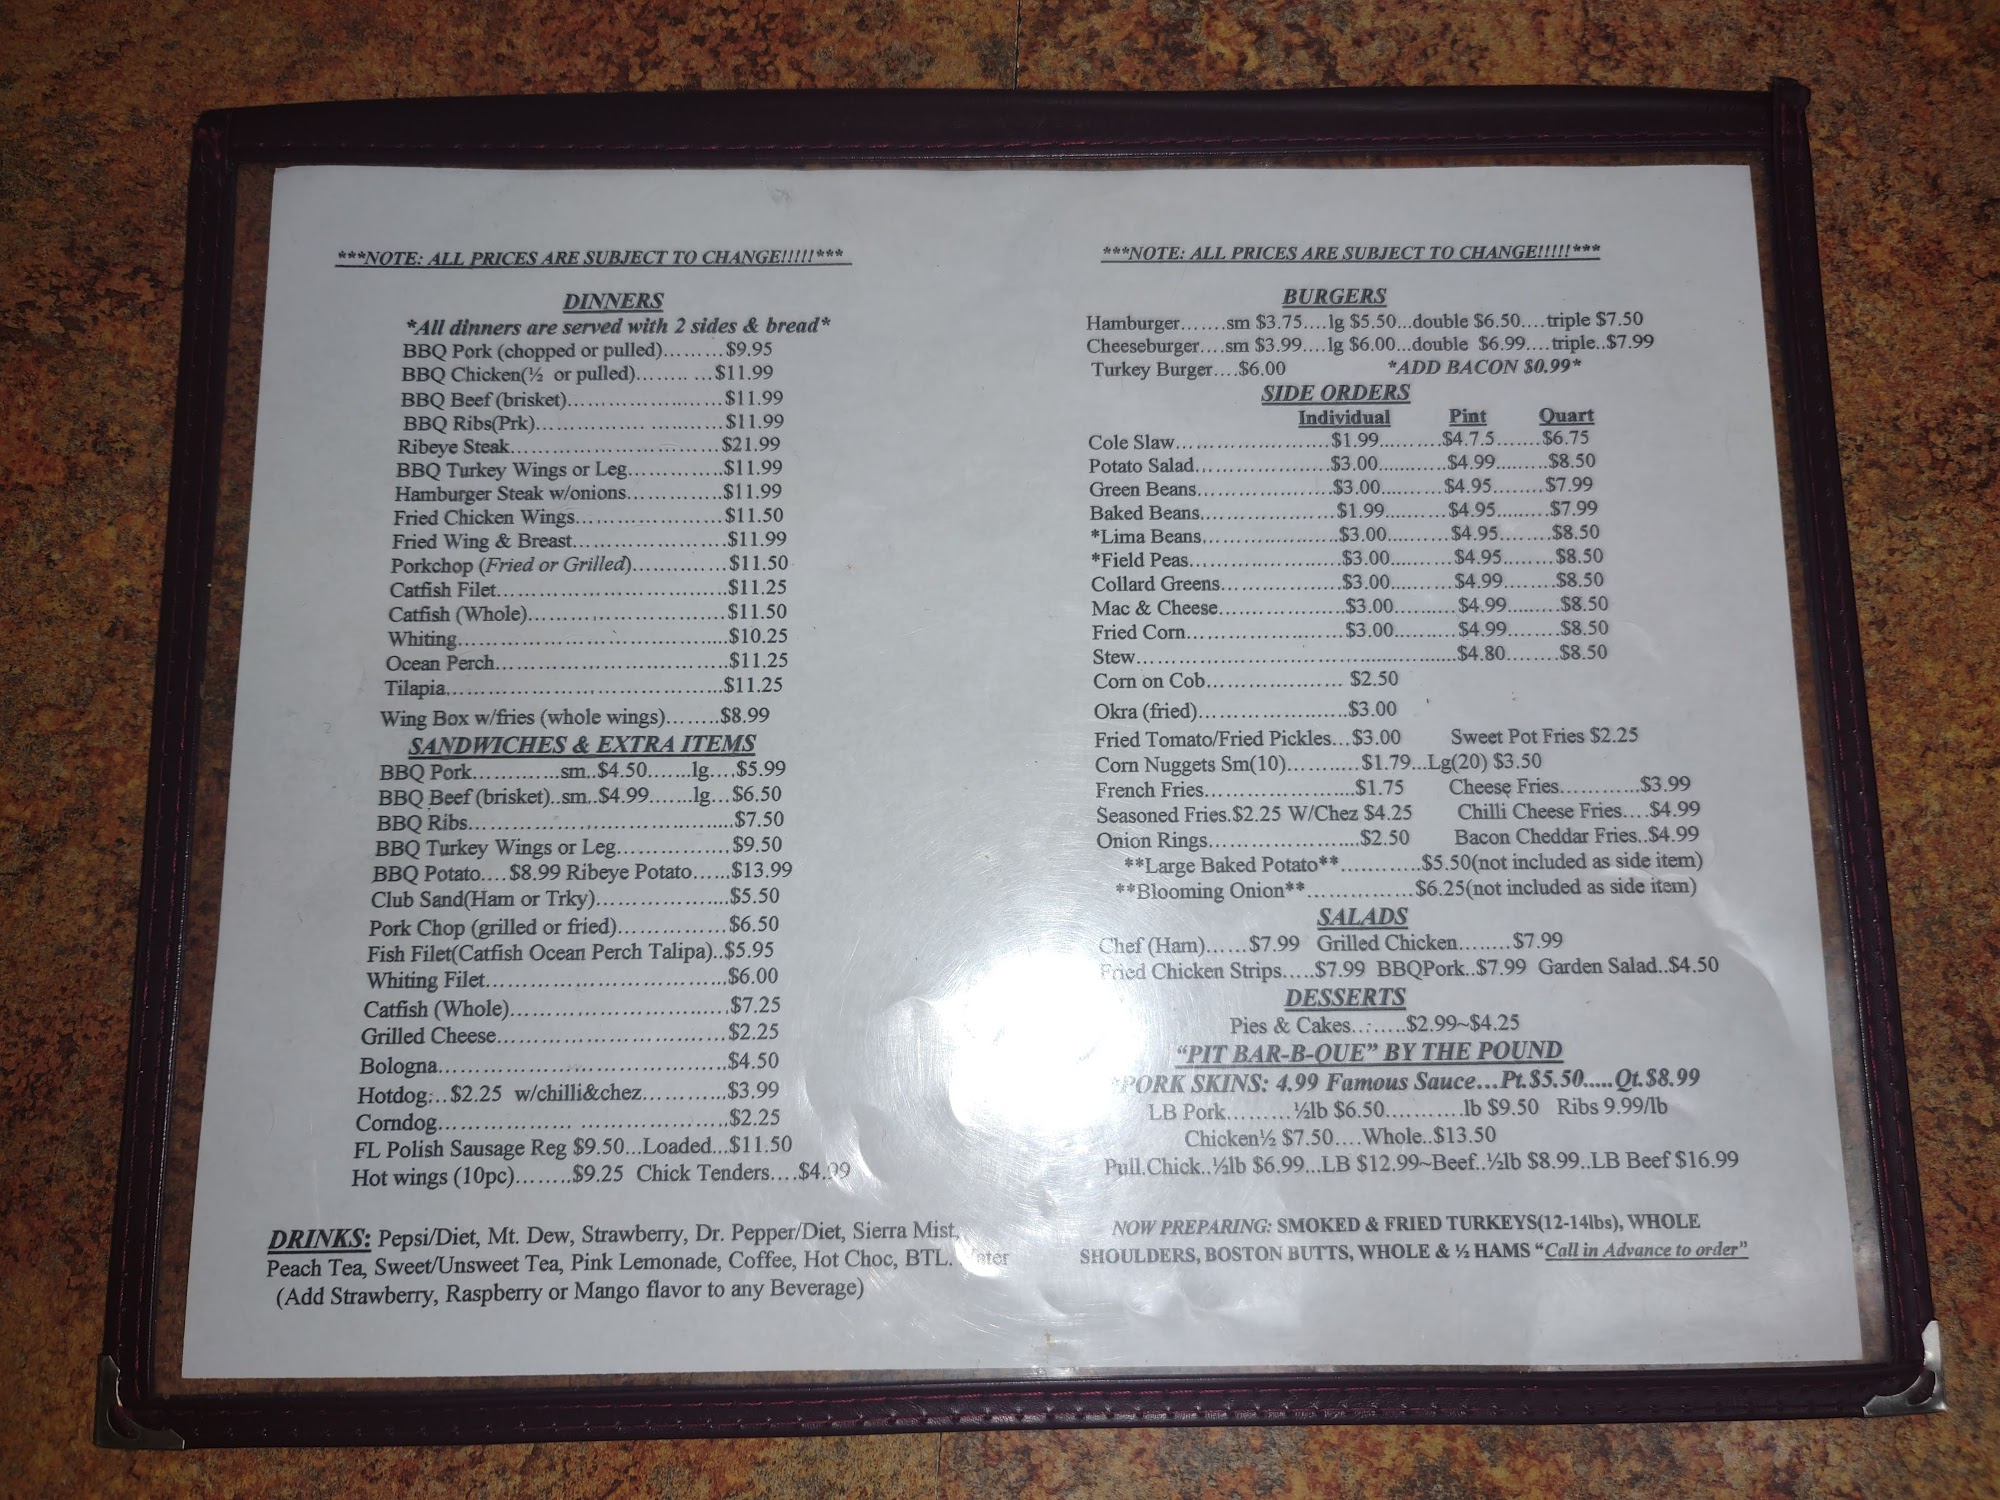 ***NOTE: ALL PRICES ARE SUBJECT TO CHANGE!!!!!***
DINNERS
*All dinners are served with 2 sides & bread*
BBQ Pork (chopped or pulled).........$9.95
BBQ Chicken(½ or pulled)........ ...$11.99
BBQ Beef (brisket)..........................$11.99
BBQ Ribs(Prk)................ ............$11.99
Ribeye Steak.................................$21.99
BBQ Turkey Wings or Leg..............$11.99
Hamburger Steak w/onions..............$11.99
Fried Chicken Wings.......................$11.50
Fried Wing & Breast........................$11.99
Porkchop (Fried or Grilled)..............$11.50
Catfish Filet...................................$11.25
Catfish (Whole)..............................$11.50
Whiting.........................................$10.25
Ocean Perch...................................$11.25
Tilapia..........................................$11.25
Wing Box w/fries (whole wings)........$8.99
SANDWICHES & EXTRA ITEMS
BBQ Pork.............sm..$4.50.......lg....$5.99
BBQ Beef (brisket)..sm..$4.99.......lg...$6.50
BBQ Ribs........................................$7.50
BBQ Turkey Wings or Leg.................$9.50
BBQ Potato....$8.99 Ribeye Potato......$13.99
Club Sand(Ham or Trky)....................$5.50
Pork Chop (grilled or fried)................$6.50
Fish Filet(Catfish Ocean Perch Talipa)..$5.95
Whiting Filet....................................$6.00
Catfish (Whole).................................$7.25
Grilled Cheese...................................$2.25
Bologna...........................................$4.50
Hotdog...$2.25 w/chilli&chez............$3.99
Corndog.................... ......................$2.25
FL Polish Sausage Reg $9.50...Loaded...$11.50
Hot wings (10pc)........$9.25 Chick Tenders....$4.99
DRINKS: Pepsi/Diet, Mt. Dew, Strawberry, Dr. Pepper/Diet, Sierra Mist,
Peach Tea, Sweet/Unsweet Tea, Pink Lemonade, Coffee, Hot Choc, BTL.
(Add Strawberry, Raspberry or Mango flavor to any Beverage)
***NOTE: ALL PRICES ARE SUBJECT TO CHANGE!!!!!***
BURGERS
Hamburger.......sm $3.75....lg $5.50...double $6.50....triple $7.50
Cheeseburger....sm $3.99....lg $6.00...double $6.99....triple..$7.99
Turkey Burger....$6.00 *ADD BACON $0.99*
SIDE ORDERS
Individual Pint Quart
Cole Slaw.......................$1.99..........$4.7.5.......$6.75
Potato Salad....................$3.00...........$4.99.........$8.50
Green Beans....................$3.00..........$4.95........$7.99
Baked Beans....................$1.99..........$4.95.........$7.99
*Lima Beans....................$3.00..........$4.95........$8.50
*Field Peas......................$3.00...........$4.95........$8.50
Collard Greens.................$3.00...........$4.99........$8.50
Mac & Cheese..................$3.00...........$4.99.........$8.50
Fried Corn.......................$3.00...........$4.99........$8.50
Stew..................................................$4.80........$8.50
Corn on Cob.................... $2.50
Okra (fried).......................$3.00
Fried Tomato/Fried Pickles...$3.00 Sweet Pot Fries $2.25
Corn Nuggets Sm(10)...........$1.79...Lg(20) $3.50
French Fries......................$1.75 Cheese Fries............$3.99
Seasoned Fries.$2.25 W/Chez $4.25 Chilli Cheese Fries....$4.99
Onion Rings.......................$2.50 Bacon Cheddar Fries..$4.99
**Large Baked Potato**............$5.50(not included as side item)
**Blooming Onion**................$6.25(not included as side item)
SALADS
Chef (Ham)......$7.99 Grilled Chicken........$7.99
Fried Chicken Strips.....$7.99 BBQPork..$7.99 Garden Salad..$4.50
DESSERTS
Pies & Cakes........$2.99~$4.25
"PIT BAR-B-QUE" BY THE POUND
*PORK SKINS: 4.99 Famous Sauce...Pt.$5.50.....Qt.$8.99
LB Pork.........½lb $6.50...........lb $9.50 Ribs 9.99/lb
Chicken½ $7.50....Whole..$13.50
Pull.Chick..½lb $6.99...LB $12.99~Beef..½lb $8.99..LB Beef $16.99
NOW PREPARING: SMOKED & FRIED TURKEYS(12-14lbs), WHOLE
SHOULDERS, BOSTON BUTTS, WHOLE & ½ HAMS "Call in Advance to order"